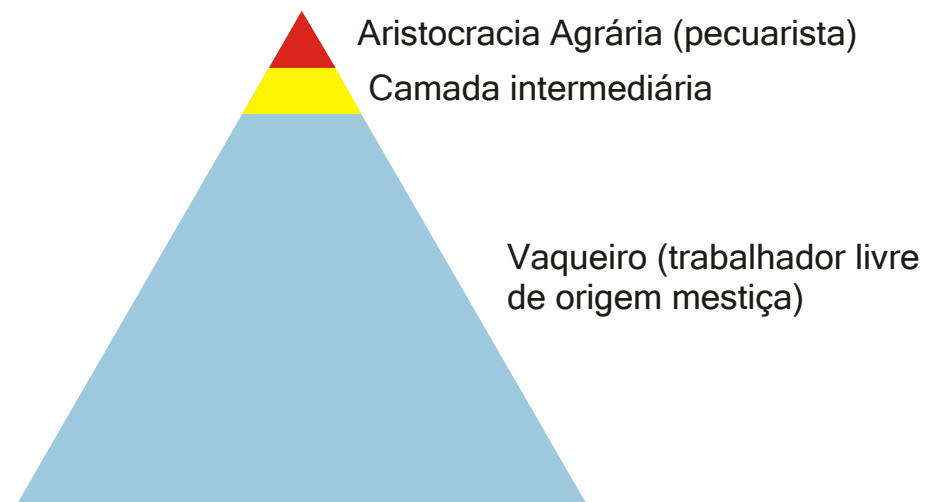 Aristocracia Agrária (pecuarista)
Camada intermediária
Vaqueiro (trabalhador livre
de origem mestiça)